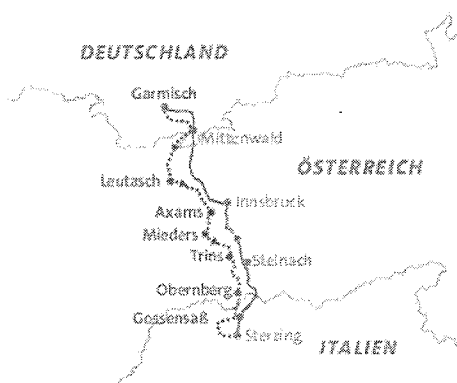 DEUTSCHLAND
Garmisch
Mittenwald
ÖSTERREICH
Leutasch
Innsbruck
Axams
Mieders
Trins
Steinach
Obernberg
Gossensaß
Sterzing
ITALIEN